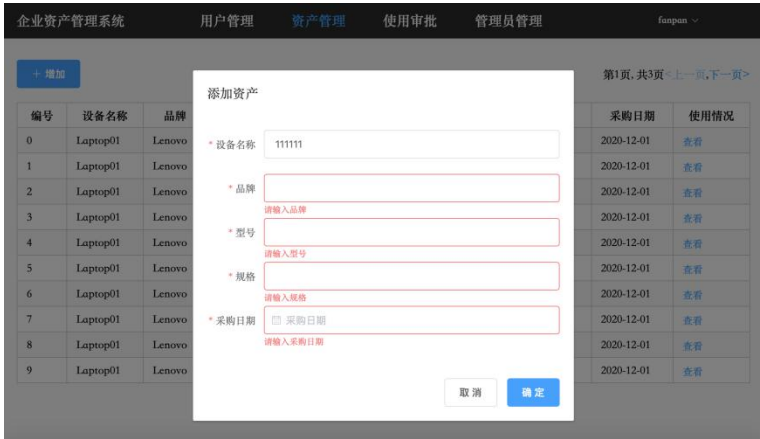 企业资产管理系统 用户管理 资产管理 使用审批 管理员管理 fanpan
+ 增加 第1页, 共3页<上一页,下一页>
编号 设备名称 品牌 采购日期 使用情况
0 Laptop01 Lenovo 2020-12-01 查看
1 Laptop01 Lenovo 2020-12-01 查看
2 Laptop01 Lenovo 2020-12-01 查看
3 Laptop01 Lenovo 2020-12-01 查看
4 Laptop01 Lenovo 2020-12-01 查看
5 Laptop01 Lenovo 2020-12-01 查看
6 Laptop01 Lenovo 2020-12-01 查看
7 Laptop01 Lenovo 2020-12-01 查看
8 Laptop01 Lenovo 2020-12-01 查看
9 Laptop01 Lenovo 2020-12-01 查看
添加资产
* 设备名称 111111
* 品牌
请输入品牌
* 型号
请输入型号
* 规格
请输入规格
* 采购日期 采购日期
请输入采购日期
取消 确定